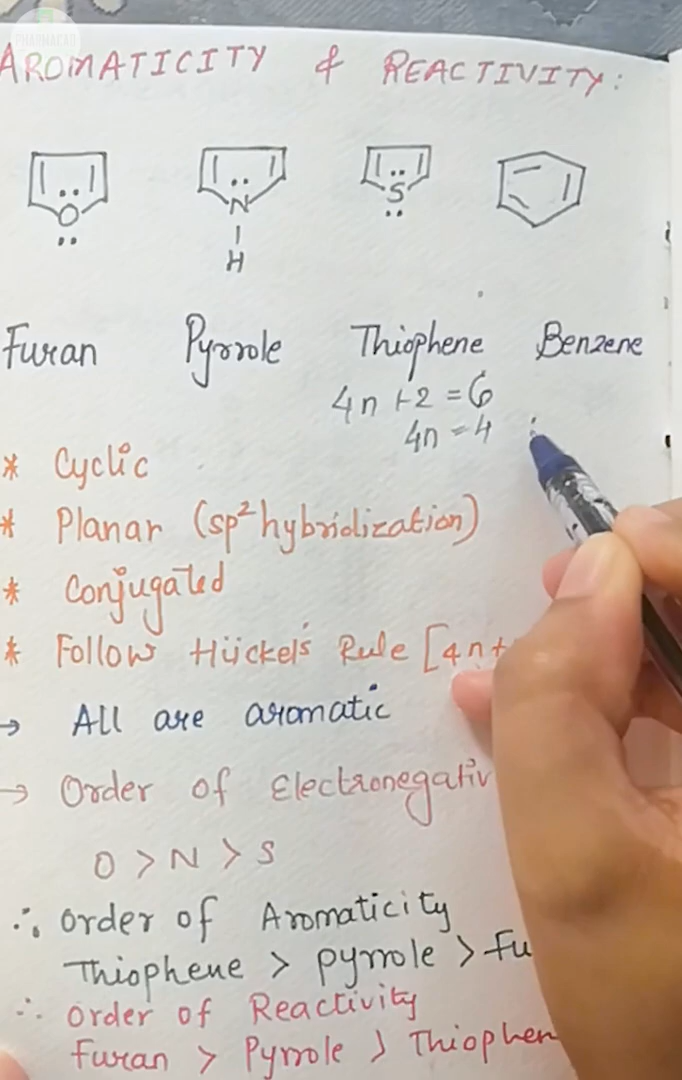 PHARMACAD
AROMATICITY & REACTIVITY:
O N S
H
Furan Pyrrole Thiophene Benzene
4n +2 = 6
4n = 4
* Cyclic
* Planar (sp² hybridization)
* Conjugated
* Follow Hückel's Rule [4n+
→ All are aromatic
→ Order of Electronegativ
O > N > S
∴ Order of Aromaticity
Thiophene > pyrrole > Fu
∴ Order of Reactivity
Furan > Pyrrole > Thiophen